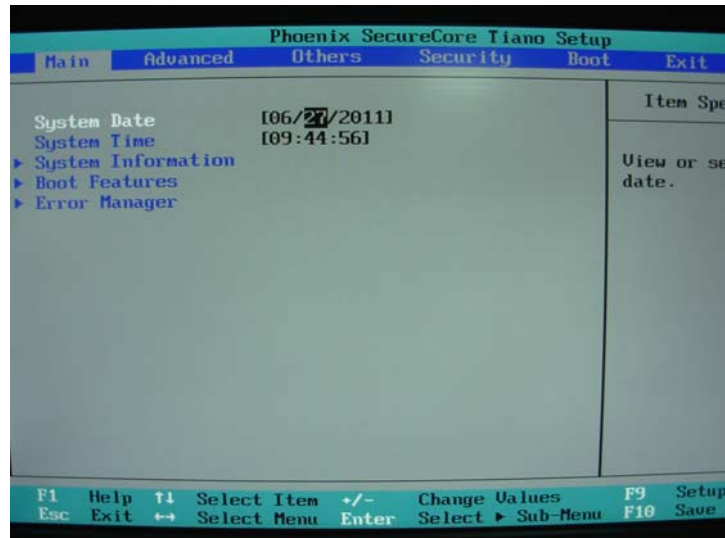 Phoenix SecureCore Tiano Setup
Main Advanced Others Security Boot Exit
Item Spe
System Date [06/27/2011]
System Time [09:44:56]
▶ System Information
▶ Boot Features
▶ Error Manager
View or se
date.
F1 Help ↑↓ Select Item +/- Change Values F9 Setup
Esc Exit ↔ Select Menu Enter Select ▶ Sub-Menu F10 Save